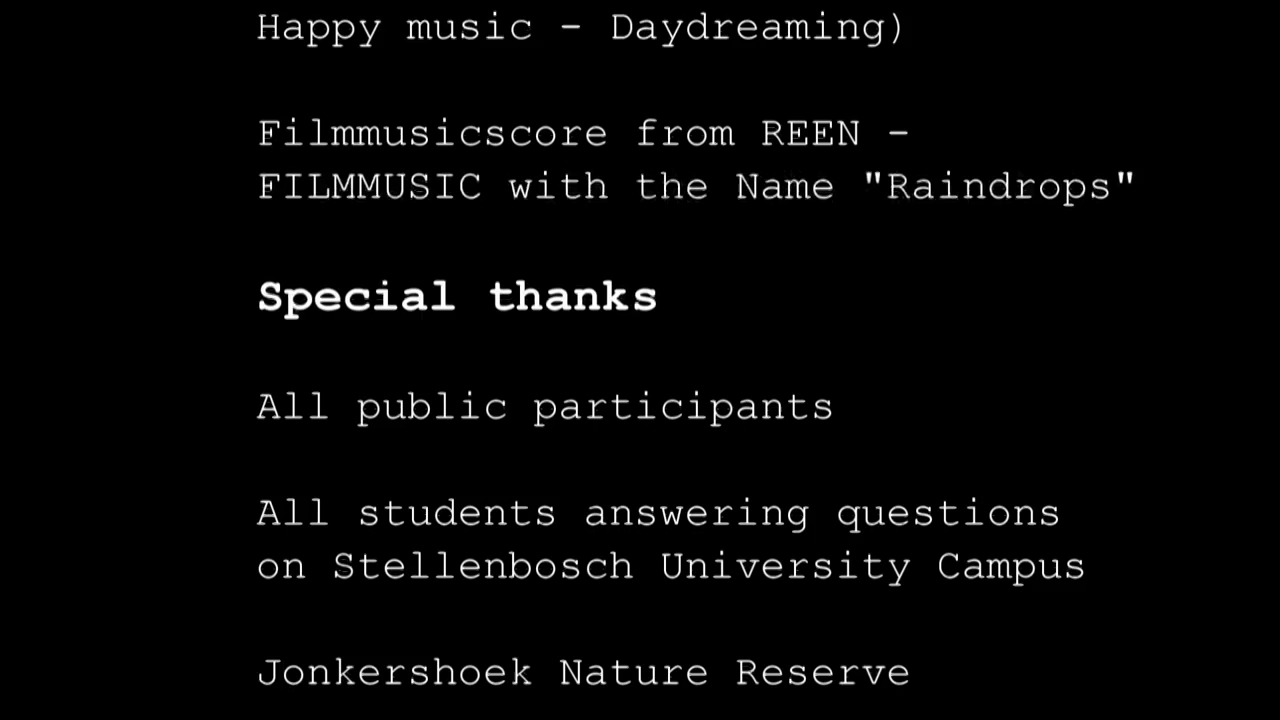 Happy music - Daydreaming)
Filmmusicscore from REEN -
FILMMUSIC with the Name "Raindrops"
Special thanks
All public participants
All students answering questions
on Stellenbosch University Campus
Jonkershoek Nature Reserve